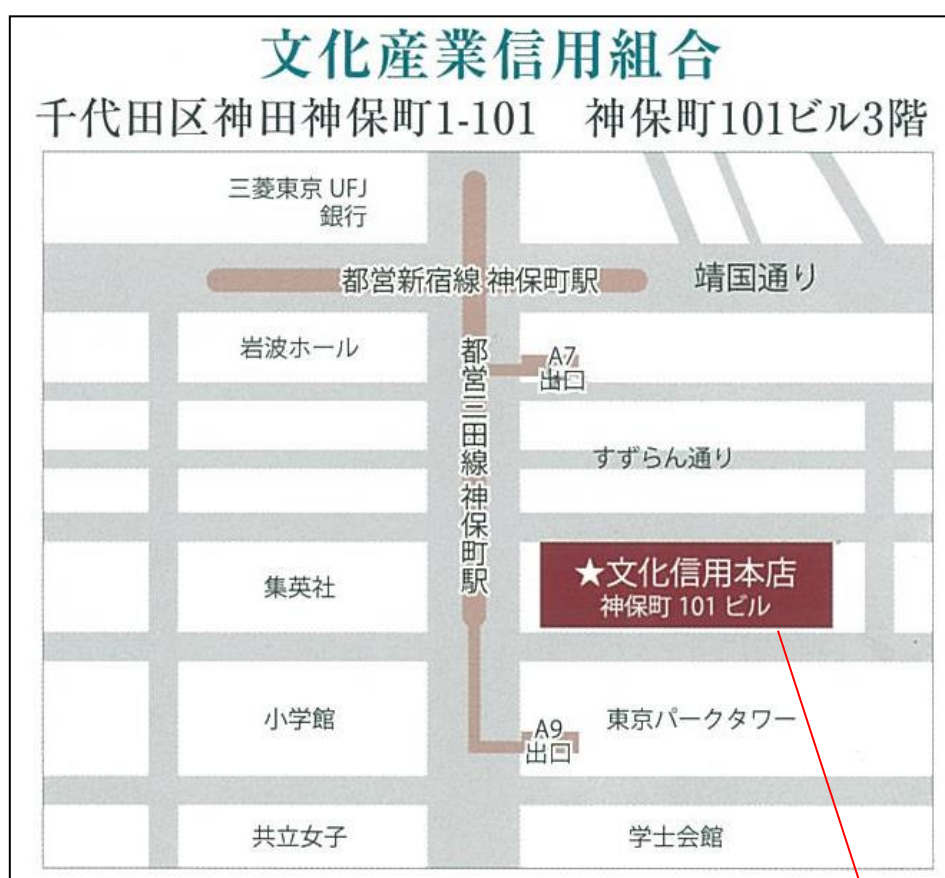 文化産業信用組合
千代田区神田神保町1-101 神保町101ビル3階
三菱東京 UFJ
銀行
都営新宿線 神保町駅
靖国通り
岩波ホール
都営三田線 神保町駅
A7
出口
すずらん通り
集英社
★文化信用本店
神保町 101 ビル
小学館
A9
出口
東京パークタワー
共立女子
学士会館